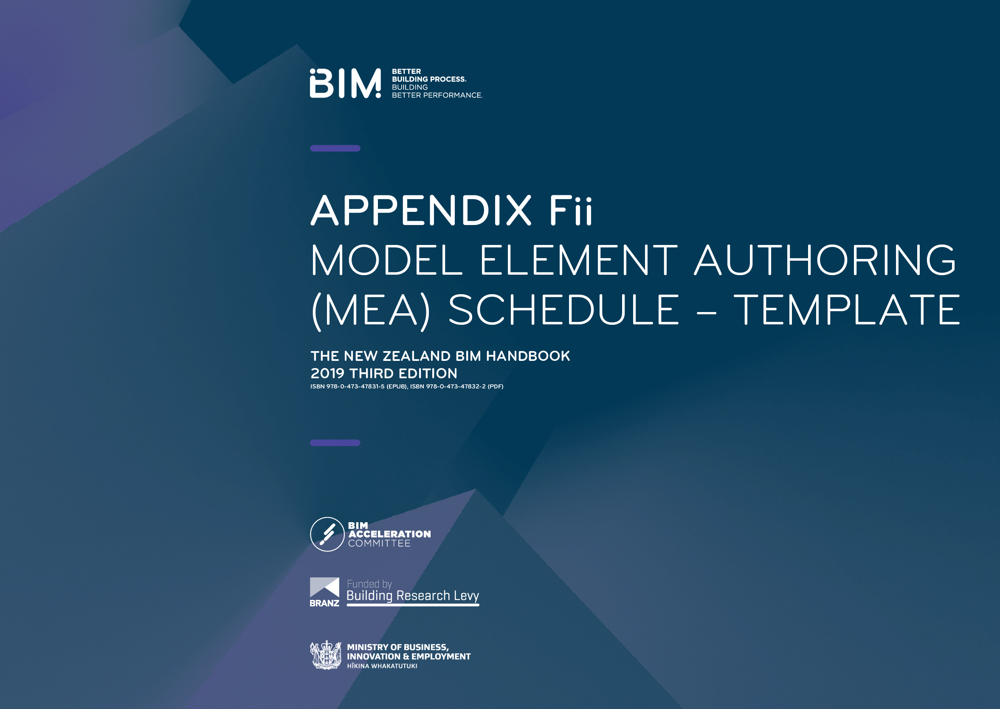 BIM
BETTER
BUILDING PROCESS.
BUILDING
BETTER PERFORMANCE.
APPENDIX Fii
MODEL ELEMENT AUTHORING
(MEA) SCHEDULE – TEMPLATE
THE NEW ZEALAND BIM HANDBOOK
2019 THIRD EDITION
ISBN 978-0-473-47831-5 (EPUB), ISBN 978-0-473-47832-2 (PDF)
BIM
ACCELERATION
COMMITTEE
BRANZ
Funded by
Building Research Levy
MINISTRY OF BUSINESS,
INNOVATION & EMPLOYMENT
HĪKINA WHAKATUTUKI